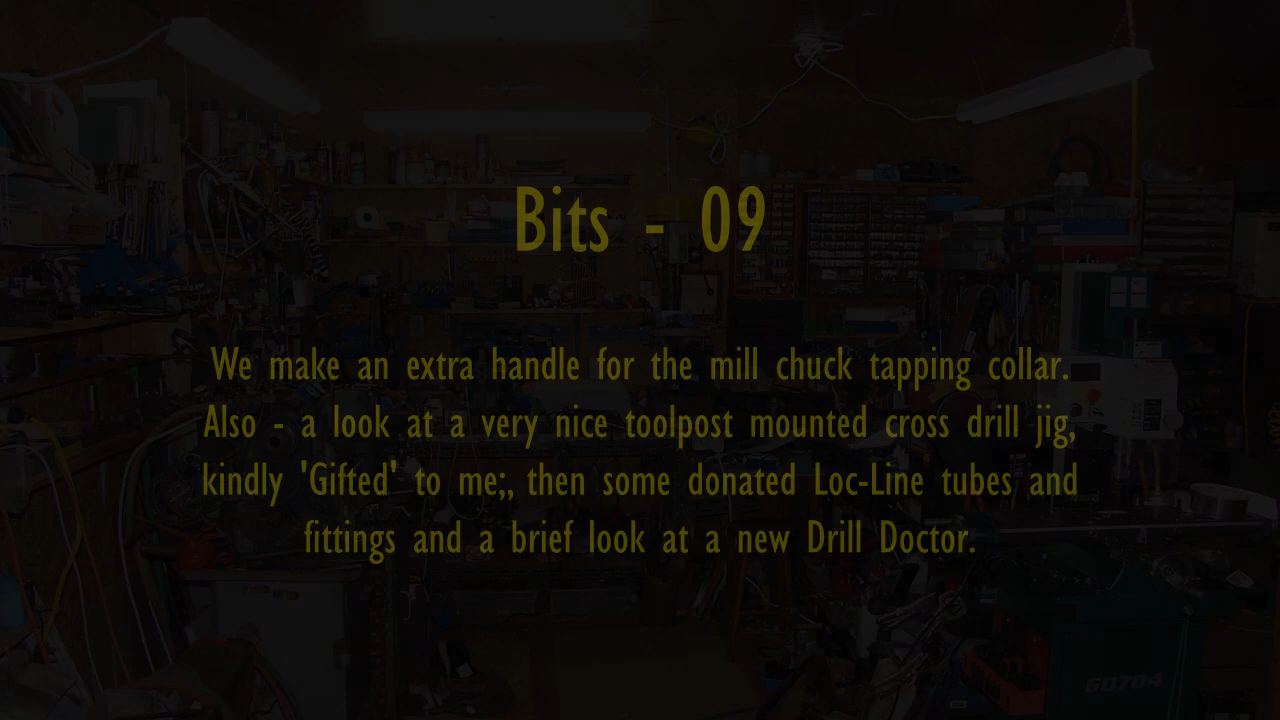 Bits - 09
We make an extra handle for the mill chuck tapping collar.
Also - a look at a very nice toolpost mounted cross drill jig,
kindly 'Gifted' to me;, then some donated Loc-Line tubes and
fittings and a brief look at a new Drill Doctor.
60704